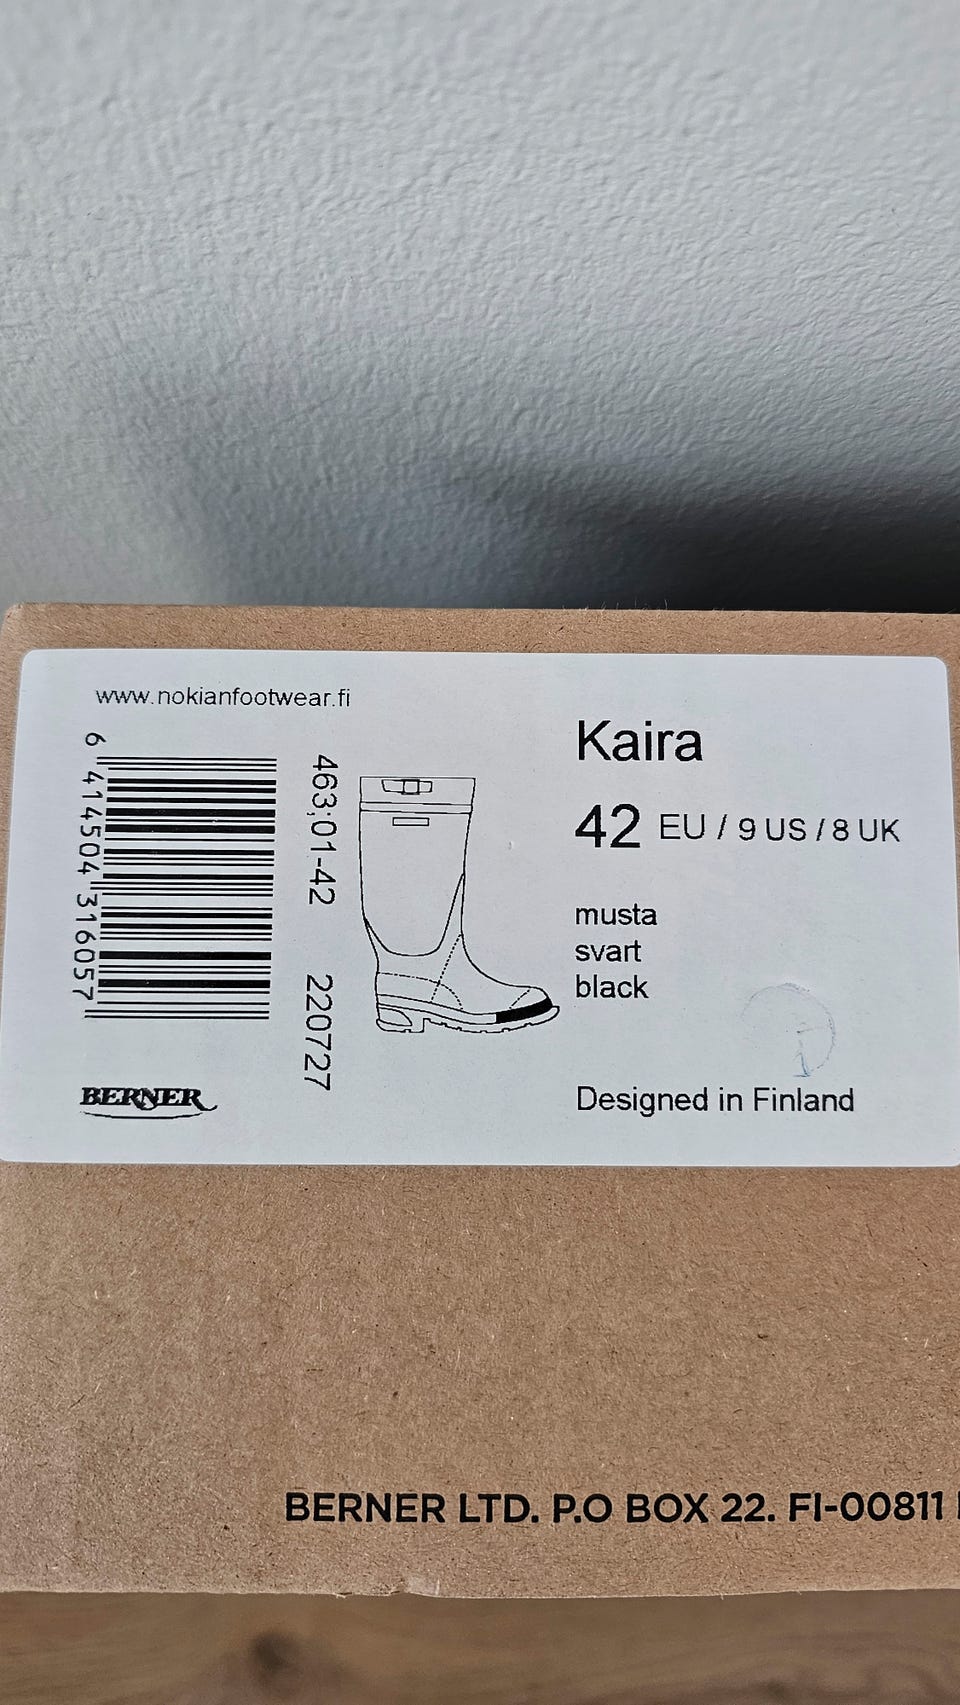 www.nokianfootwear.fi
6 414504 316057
463;01-42 220727
BERNER
Kaira
42 EU / 9 US / 8 UK
musta
svart
black
Designed in Finland
BERNER LTD. P.O BOX 22. FI-00811